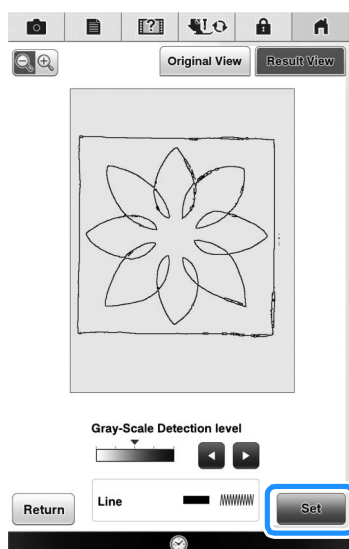 Original View
Result View
Gray-Scale Detection level
Line
Return
Set